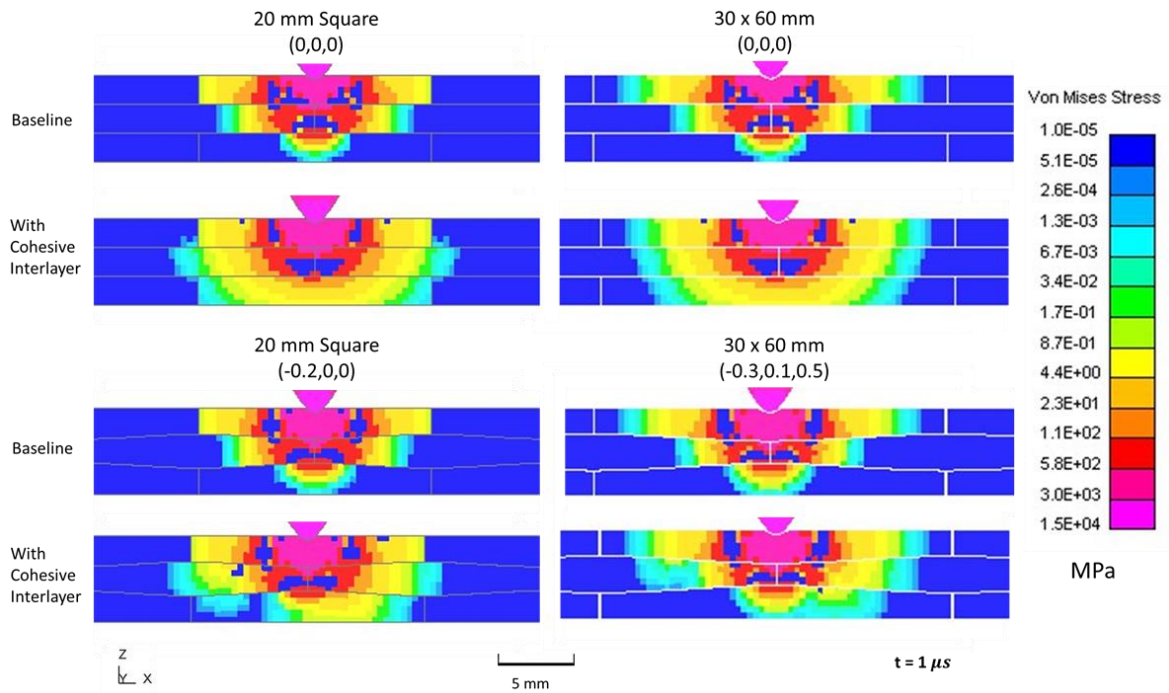 20 mm Square
(0,0,0)
30 x 60 mm
(0,0,0)
Baseline
With
Cohesive
Interlayer
20 mm Square
(-0.2,0,0)
30 x 60 mm
(-0.3,0.1,0.5)
Baseline
With
Cohesive
Interlayer
Von Mises Stress
1.0E-05
5.1E-05
2.6E-04
1.3E-03
6.7E-03
3.4E-02
1.7E-01
8.7E-01
4.4E+00
2.3E+01
1.1E+02
5.8E+02
3.0E+03
1.5E+04
MPa
Z
Y X
5 mm
t = 1 μs